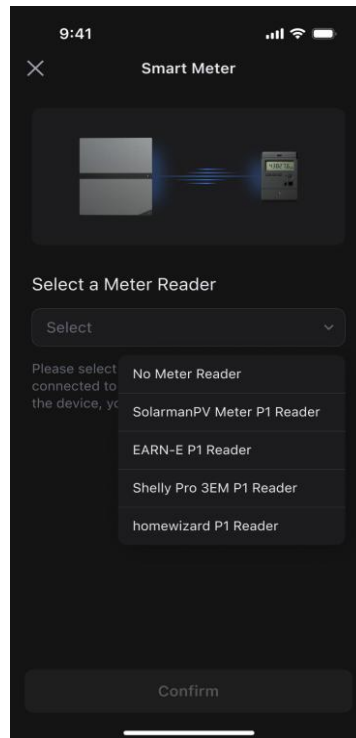 9:41
Smart Meter
Select a Meter Reader
Select
Please select
connected to
the device, yo
No Meter Reader
SolarmanPV Meter P1 Reader
EARN-E P1 Reader
Shelly Pro 3EM P1 Reader
homewizard P1 Reader
Confirm